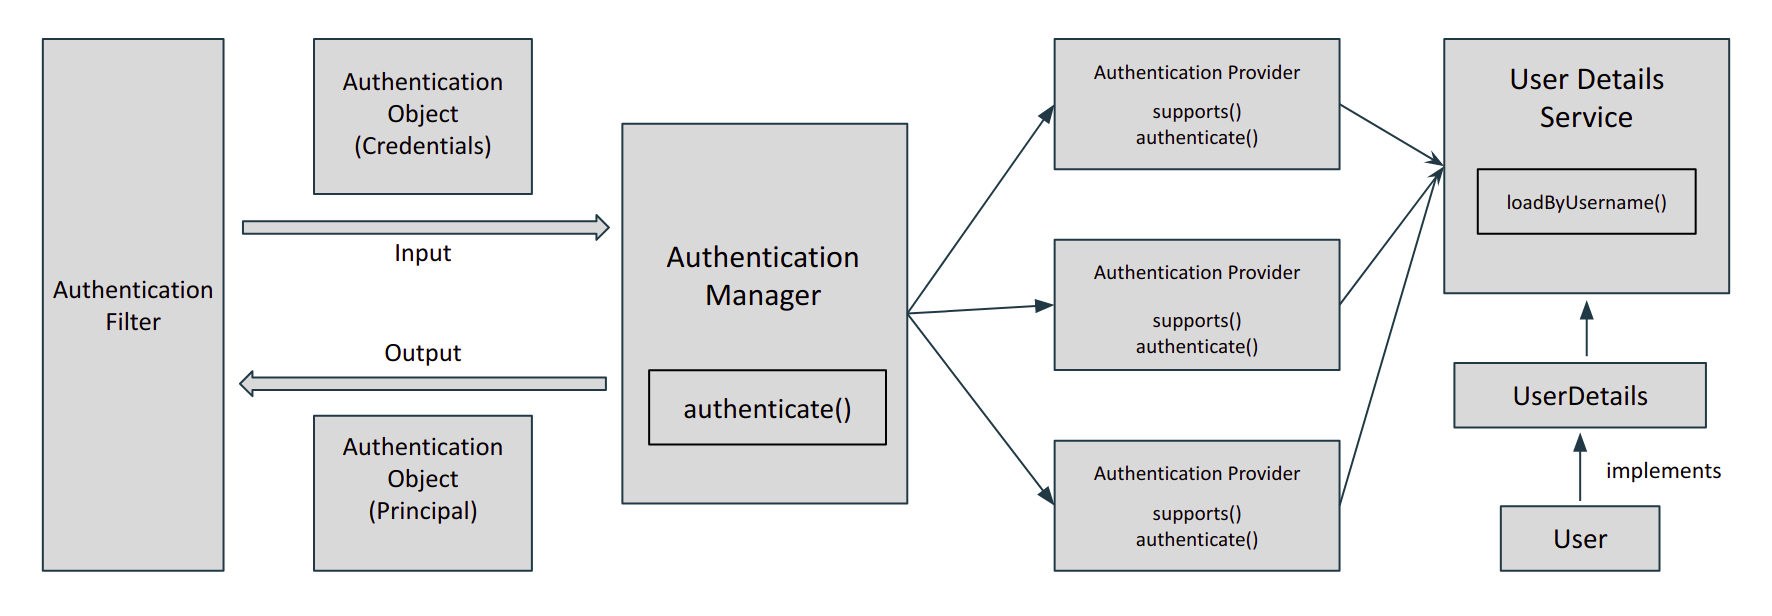 Authentication
Filter
Authentication
Object
(Credentials)
Input
Output
Authentication
Object
(Principal)
Authentication
Manager
authenticate()
Authentication Provider
supports()
authenticate()
Authentication Provider
supports()
authenticate()
Authentication Provider
supports()
authenticate()
User Details
Service
loadByUsername()
UserDetails
implements
User